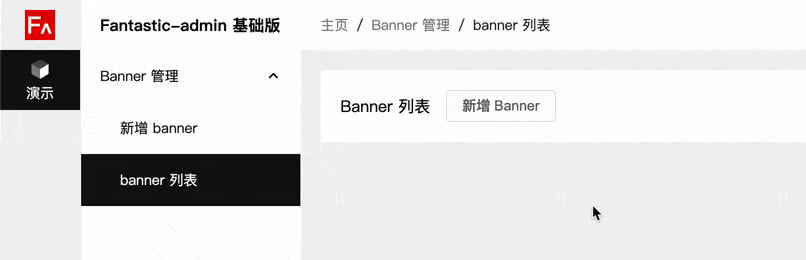 FA
Fantastic-admin 基础版
主页 / Banner 管理 / banner 列表
演示
Banner 管理
新增 banner
banner 列表
Banner 列表
新增 Banner